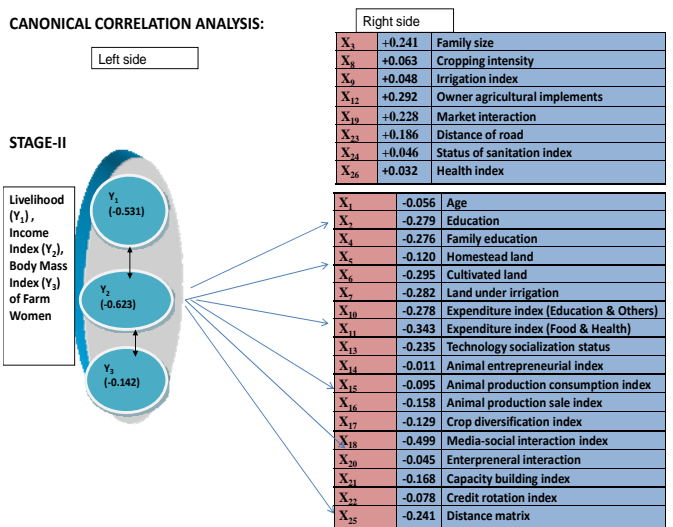 CANONICAL CORRELATION ANALYSIS:
Left side
Right side
X3 +0.241 Family size
X8 +0.063 Cropping intensity
X9 +0.048 Irrigation index
X12 +0.292 Owner agricultural implements
X19 +0.228 Market interaction
X23 +0.186 Distance of road
X24 +0.046 Status of sanitation index
X26 +0.032 Health index
STAGE-II
Livelihood
(Y1) ,
Income
Index (Y2),
Body Mass
Index (Y3)
of Farm
Women
Y1
(-0.531)
Y2
(-0.623)
Y3
(-0.142)
X1 -0.056 Age
X2 -0.279 Education
X4 -0.276 Family education
X5 -0.120 Homestead land
X6 -0.295 Cultivated land
X7 -0.282 Land under irrigation
X10 -0.278 Expenditure index (Education & Others)
X11 -0.343 Expenditure index (Food & Health)
X13 -0.235 Technology socialization status
X14 -0.011 Animal entrepreneurial index
X15 -0.095 Animal production consumption index
X16 -0.158 Animal production sale index
X17 -0.129 Crop diversification index
X18 -0.499 Media-social interaction index
X20 -0.045 Enterpreneral interaction
X21 -0.168 Capacity building index
X22 -0.078 Credit rotation index
X25 -0.241 Distance matrix